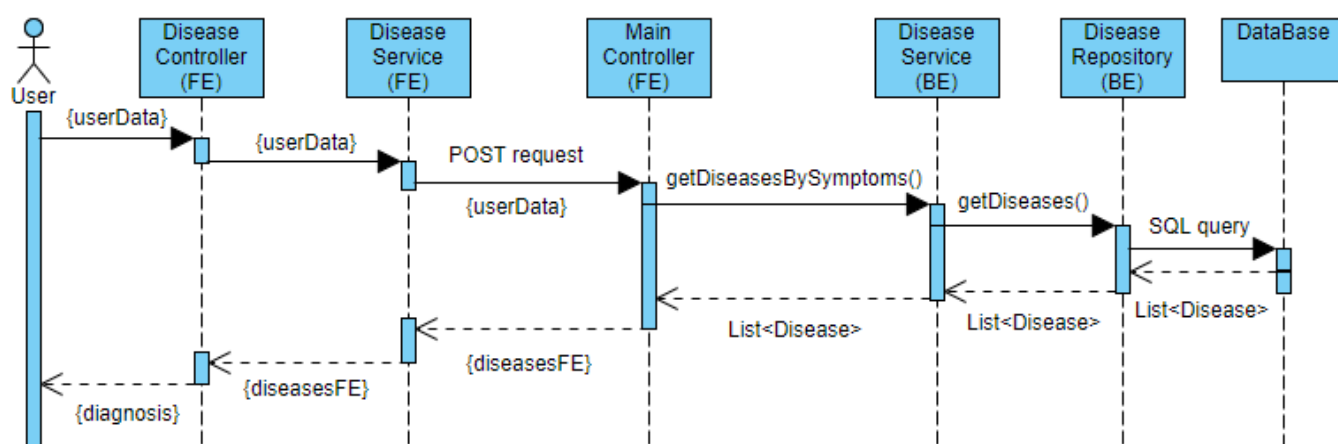 Disease
Controller
(FE)
Disease
Service
(FE)
Main
Controller
(FE)
Disease
Service
(BE)
Disease
Repository
(BE)
DataBase
User
{userData}
{userData}
POST request
{userData}
getDiseasesBySymptoms()
getDiseases()
SQL query
List<Disease>
List<Disease>
List<Disease>
{diseasesFE}
{diseasesFE}
{diagnosis}